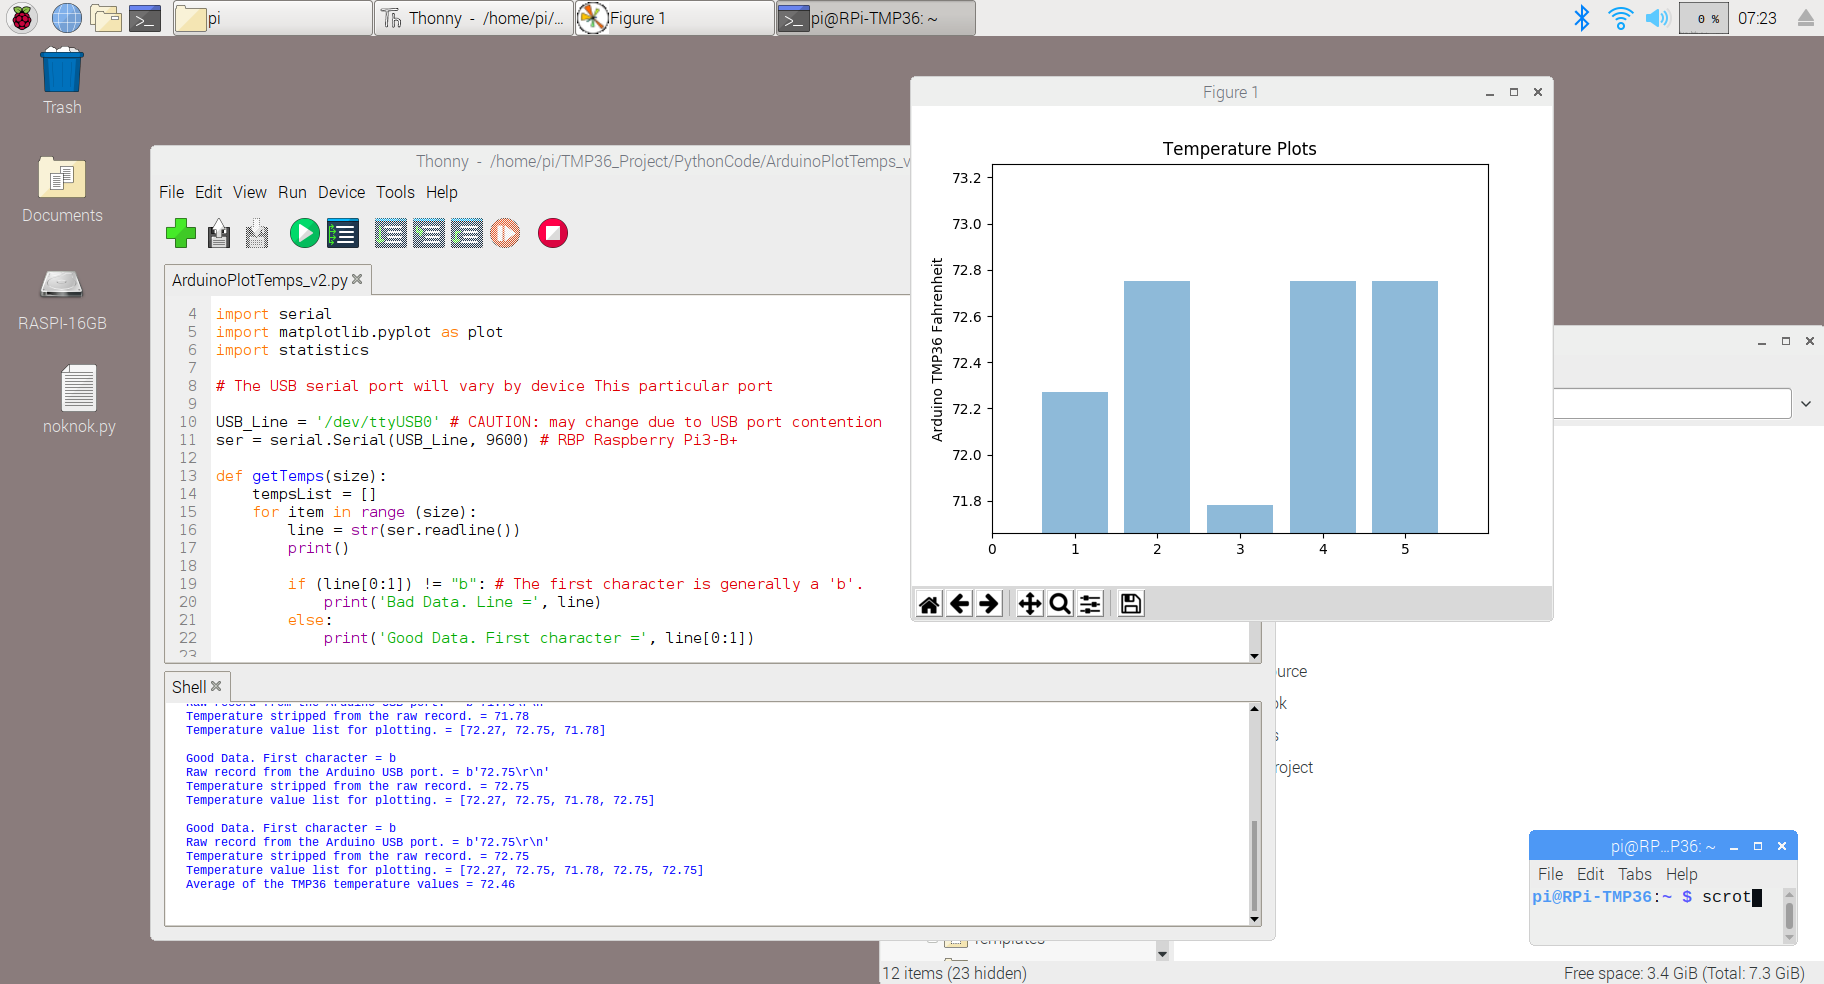 pi
Thonny - /home/pi/...
Figure 1
pi@RPi-TMP36: ~
0 %
07:23
Trash
Documents
RASPI-16GB
noknok.py
Thonny - /home/pi/TMP36_Project/PythonCode/ArduinoPlotTemps_v
File Edit View Run Device Tools Help
ArduinoPlotTemps_v2.py
4 import serial
5 import matplotlib.pyplot as plot
6 import statistics
7
8 # The USB serial port will vary by device This particular port
9
10 USB_Line = '/dev/ttyUSB0' # CAUTION: may change due to USB port contention
11 ser = serial.Serial(USB_Line, 9600) # RBP Raspberry Pi3-B+
12
13 def getTemps(size):
14     tempsList = []
15     for item in range (size):
16         line = str(ser.readline())
17         print()
18
19         if (line[0:1]) != "b": # The first character is generally a 'b'.
20             print('Bad Data. Line =', line)
21         else:
22             print('Good Data. First character =', line[0:1])
23
Shell
Raw record from the Arduino USB port. = b'71.78\r\n'
Temperature stripped from the raw record. = 71.78
Temperature value list for plotting. = [72.27, 72.75, 71.78]
Good Data. First character = b
Raw record from the Arduino USB port. = b'72.75\r\n'
Temperature stripped from the raw record. = 72.75
Temperature value list for plotting. = [72.27, 72.75, 71.78, 72.75]
Good Data. First character = b
Raw record from the Arduino USB port. = b'72.75\r\n'
Temperature stripped from the raw record. = 72.75
Temperature value list for plotting. = [72.27, 72.75, 71.78, 72.75, 72.75]
Average of the TMP36 temperature values = 72.46
Figure 1
Temperature Plots
Arduino TMP36 Fahrenheit
73.2
73.0
72.8
72.6
72.4
72.2
72.0
71.8
0 1 2 3 4 5
urce
ok
s
roject
Templates
12 items (23 hidden)
Free space: 3.4 GiB (Total: 7.3 GiB)
pi@RP...P36: ~
File Edit Tabs Help
pi@RPi-TMP36:~ $ scrot